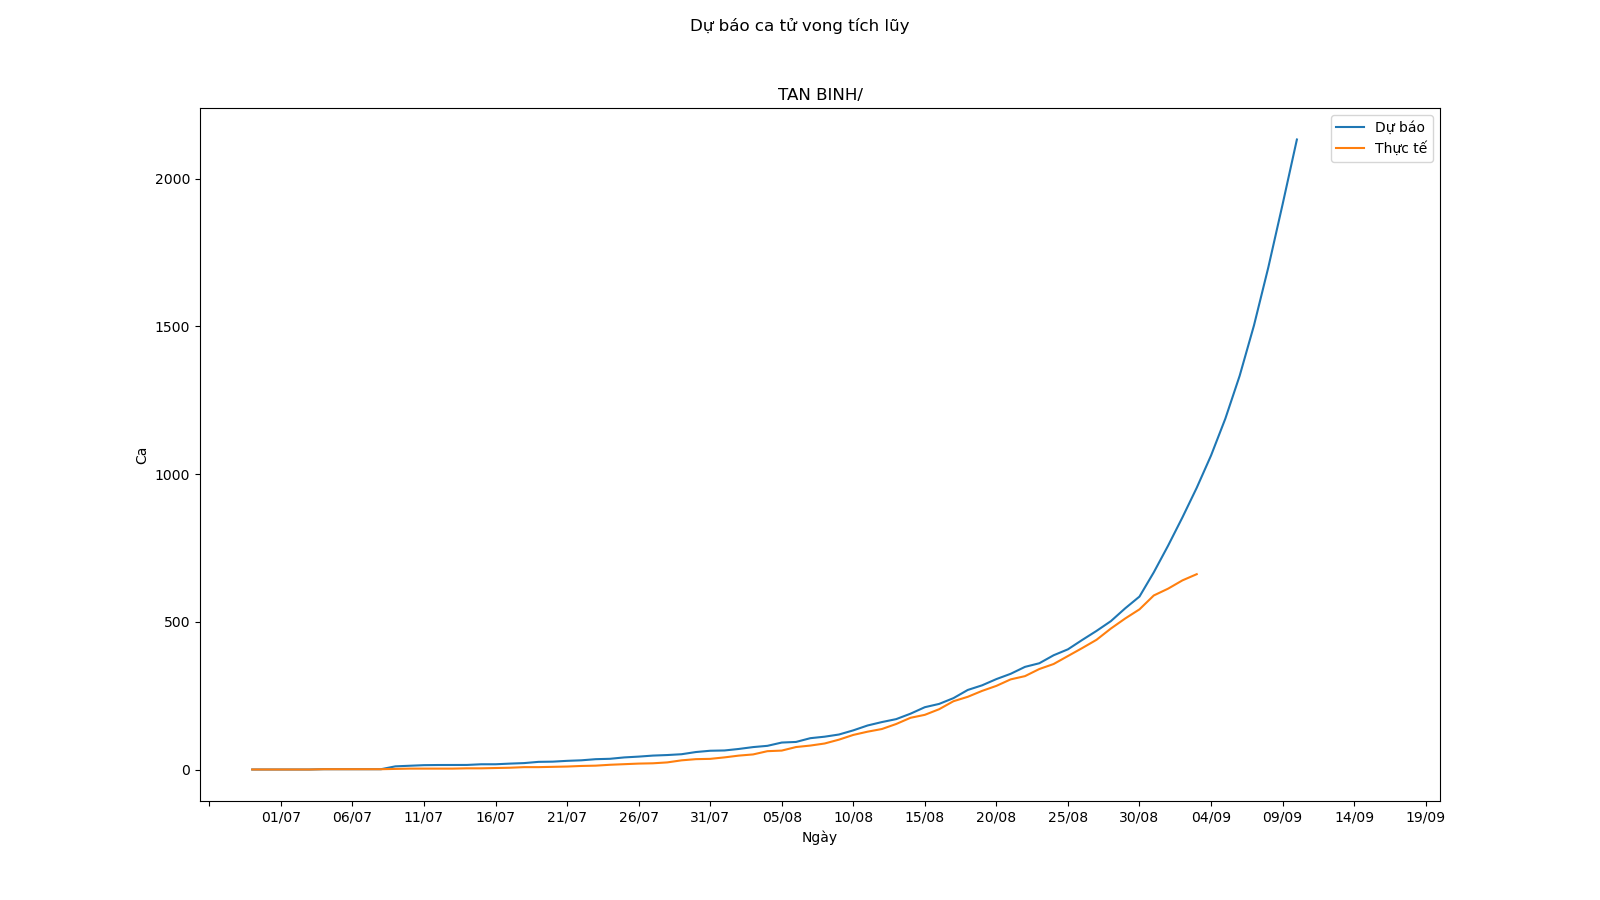 Dự báo ca tử vong tích lũy
TAN BINH/
Dự báo
Thực tế
2000
1500
1000
500
0
Ca
01/07 06/07 11/07 16/07 21/07 26/07 31/07 05/08 10/08 15/08 20/08 25/08 30/08 04/09 09/09 14/09 19/09
Ngày